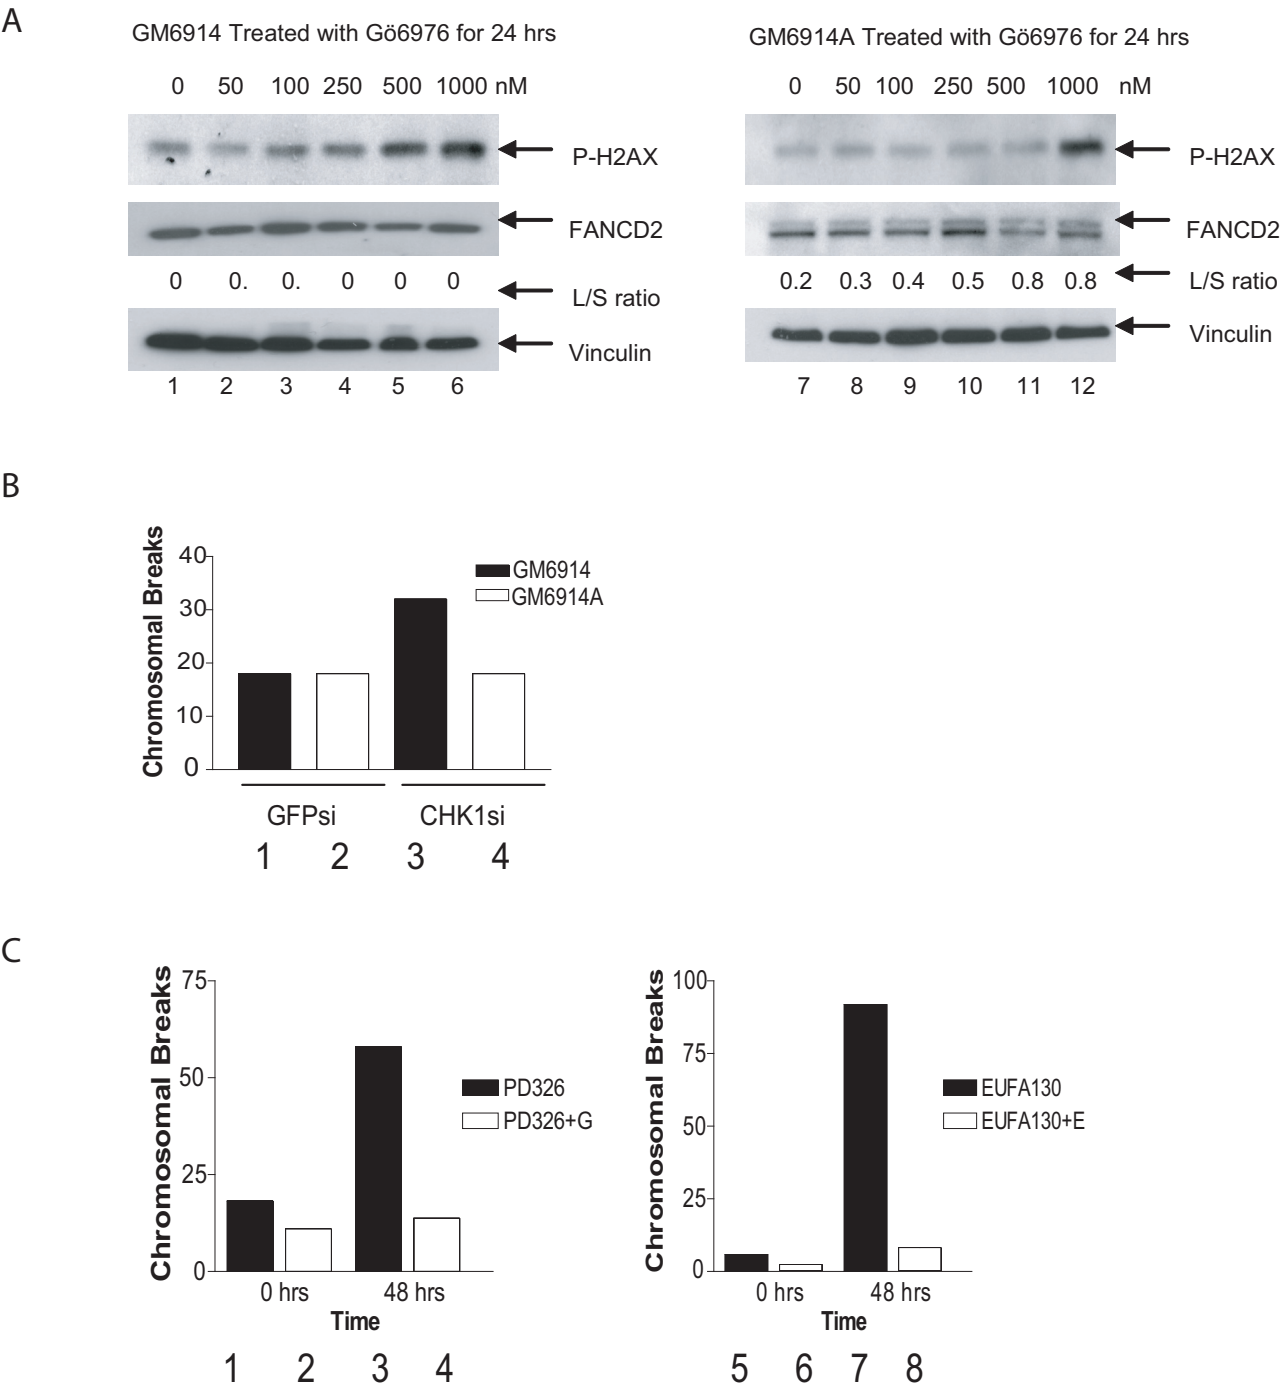 A
GM6914 Treated with Gö6976 for 24 hrs
0 50 100 250 500 1000 nM
P-H2AX
FANCD2
0 0. 0. 0 0 0
L/S ratio
Vinculin
1 2 3 4 5 6
GM6914A Treated with Gö6976 for 24 hrs
0 50 100 250 500 1000 nM
P-H2AX
FANCD2
0.2 0.3 0.4 0.5 0.8 0.8
L/S ratio
Vinculin
7 8 9 10 11 12
B
Chromosomal Breaks
40
30
20
10
0
GM6914
GM6914A
GFPsi CHK1si
1 2 3 4
C
Chromosomal Breaks
75
50
25
0
PD326
PD326+G
0 hrs 48 hrs
Time
1 2 3 4
Chromosomal Breaks
100
75
50
25
0
EUFA130
EUFA130+E
0 hrs 48 hrs
Time
5 6 7 8